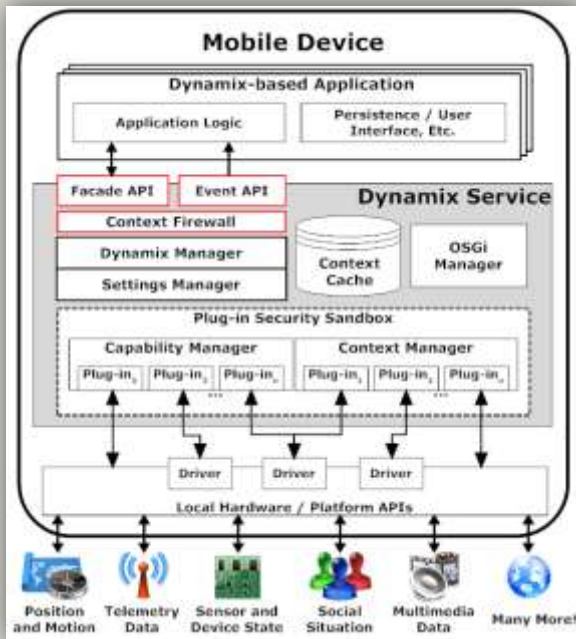 Mobile Device
Dynamix-based Application
Application Logic
Persistence / User
Interface, Etc.
Facade API
Event API
Dynamix Service
Context Firewall
Dynamix Manager
Settings Manager
Context
Cache
OSGi
Manager
Plug-in Security Sandbox
Capability Manager
Context Manager
Plug-in
Plug-in
Plug-in
Plug-in
Plug-in
Plug-in
...
...
Driver
Driver
Driver
Local Hardware / Platform APIs
Position
and Motion
Telemetry
Data
Sensor and
Device State
Social
Situation
Multimedia
Data
Many More!